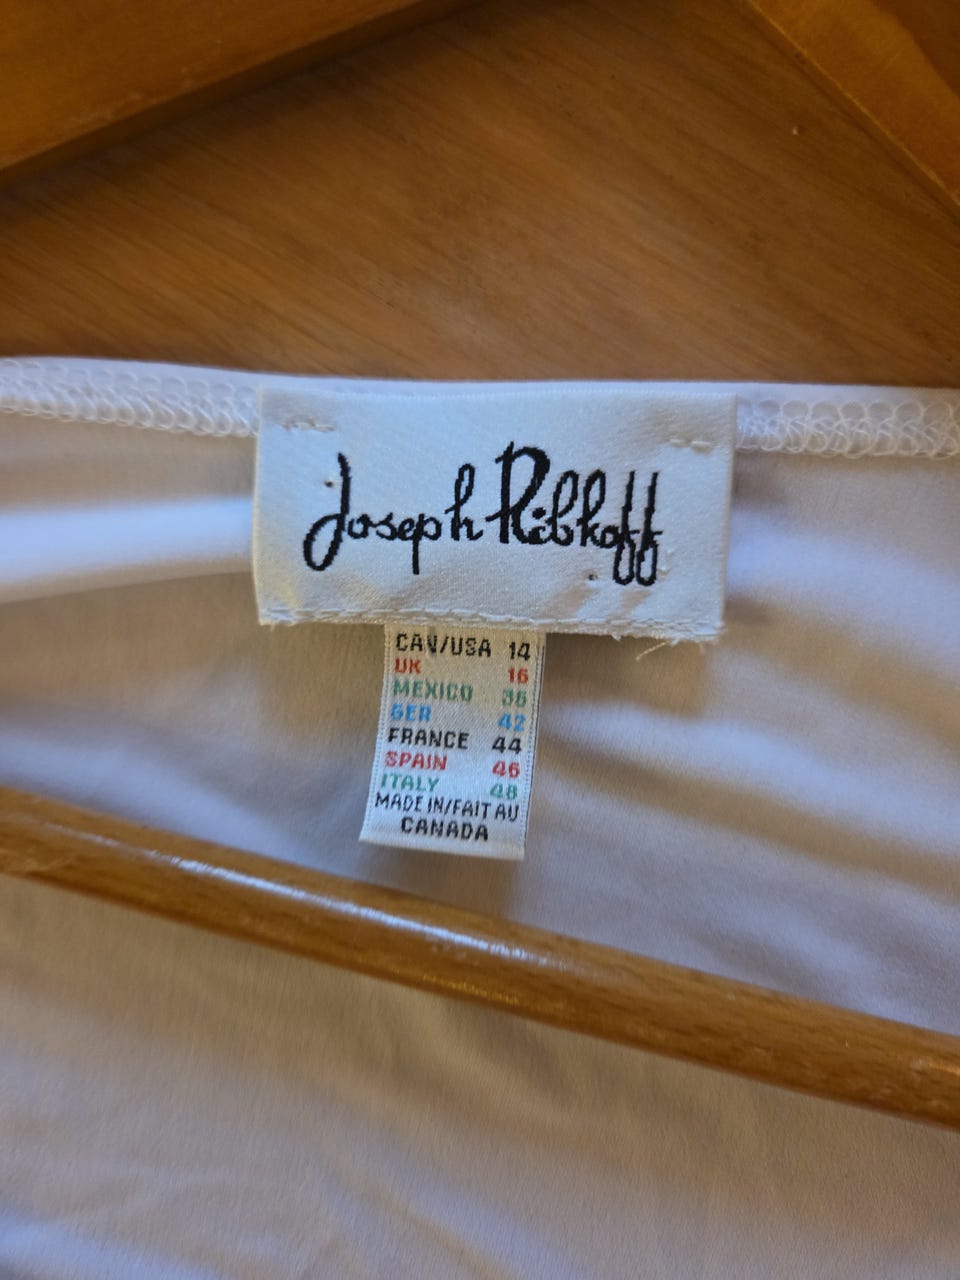 Joseph Ribkoff
CAN/USA 14
UK 16
MEXICO 36
GER 42
FRANCE 44
SPAIN 46
ITALY 48
MADE IN/FAIT AU
CANADA